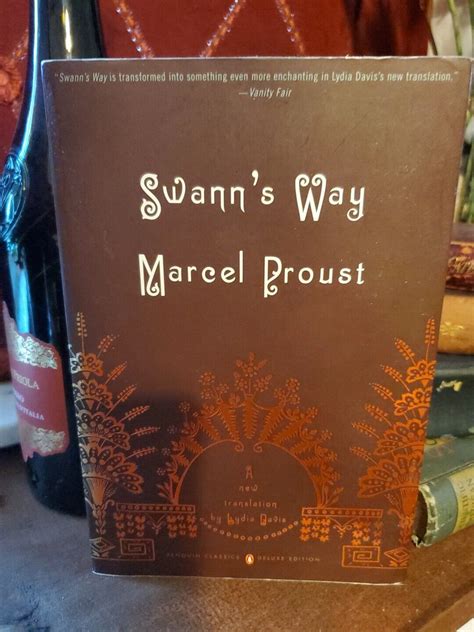 "Swann's Way is transformed into something even more enchanting in Lydia Davis's new translation."
—Vanity Fair
Swann's Way
Marcel Proust
A
new
translation
by Lydia Davis
PENGUIN CLASSICS DELUXE EDITION